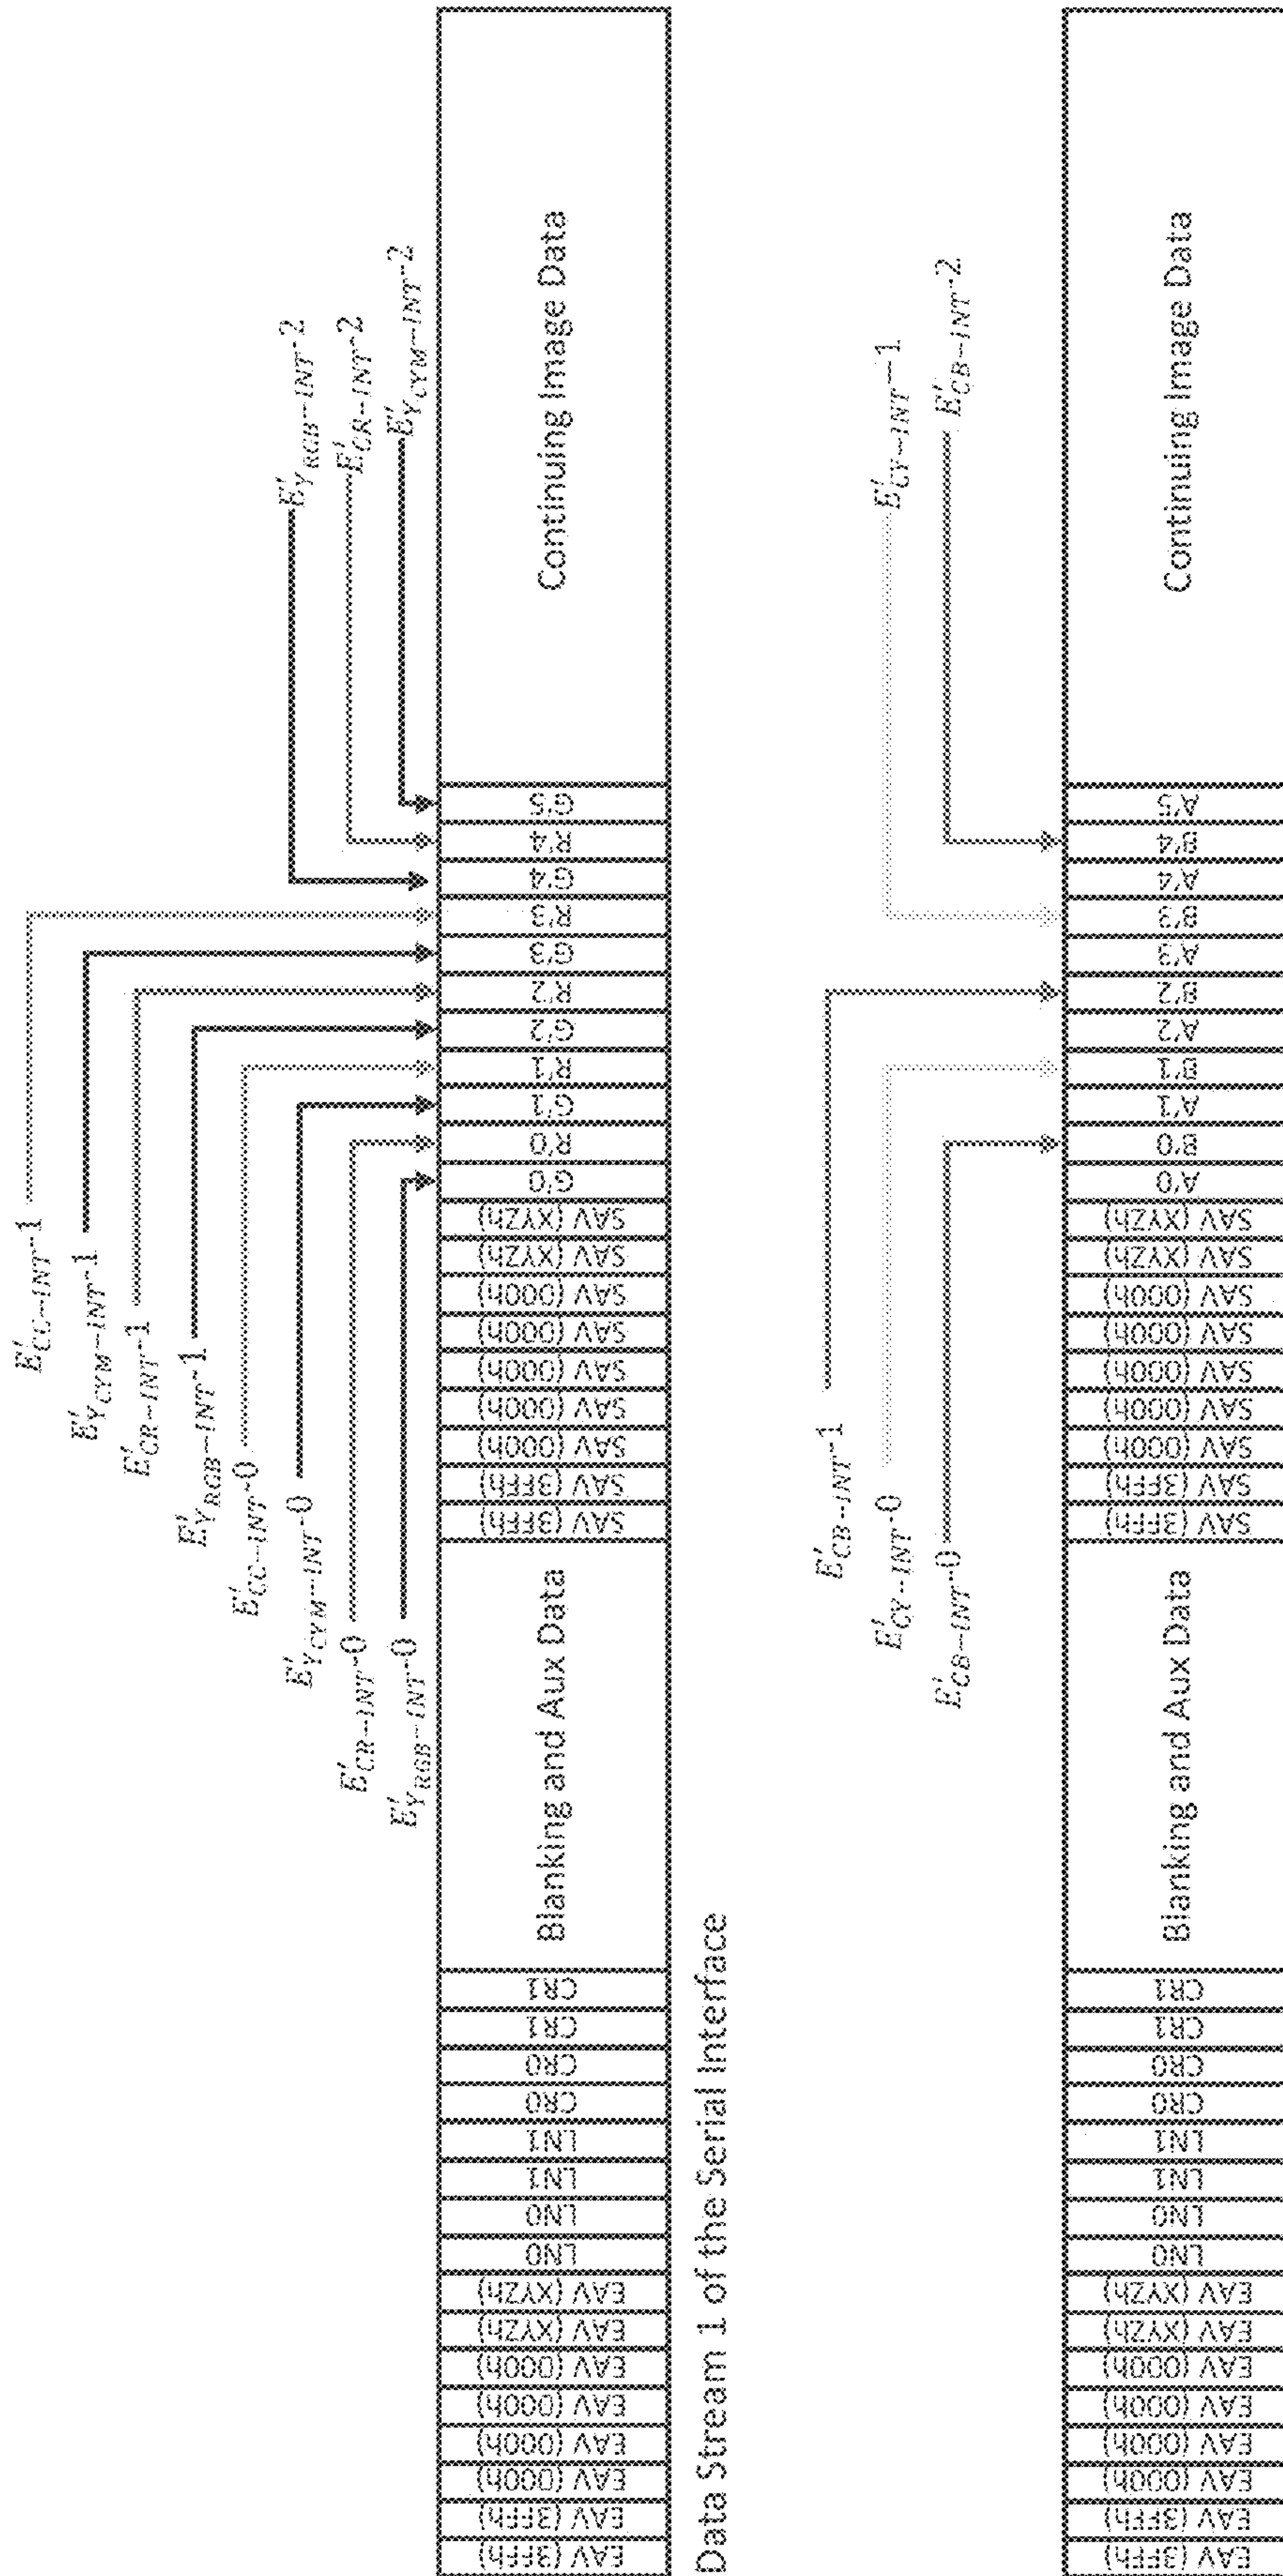 E'CC-INT-1
E'YCYM-INT-1
E'CR-INT-1
E'YRGB-INT-1
E'CC-INT-0
E'YCYM-INT-0 E'YRGB-INT-2
E'CR-INT-0 E'CR-INT-2
E'YRGB-INT-0 E'YCYM-INT-2
EAV (3FFh)
EAV (3FFh)
EAV (000h)
EAV (000h)
EAV (000h)
EAV (000h)
EAV (XYZh)
EAV (XYZh)
LN0
LN0
LN1
LN1
CR0
CR0
CR1
CR1
Blanking and Aux Data
SAV (3FFh)
SAV (3FFh)
SAV (000h)
SAV (000h)
SAV (000h)
SAV (000h)
SAV (000h)
SAV (XYZh)
SAV (XYZh)
G'0
R'0
G'1
R'1
G'2
R'2
G'3
R'3
G'4
R'4
G'5
Continuing Image Data
Data Stream 1 of the Serial Interface
E'CB-INT-1
E'CY-INT-0 E'CY-INT-1
E'CB-INT-0 E'CB-INT-2
EAV (3FFh)
EAV (3FFh)
EAV (000h)
EAV (000h)
EAV (000h)
EAV (000h)
EAV (XYZh)
EAV (XYZh)
LN0
LN0
LN1
LN1
CR0
CR0
CR1
CR1
Blanking and Aux Data
SAV (3FFh)
SAV (3FFh)
SAV (000h)
SAV (000h)
SAV (000h)
SAV (000h)
SAV (000h)
SAV (XYZh)
SAV (XYZh)
A'0
B'0
A'1
B'1
A'2
B'2
A'3
B'3
A'4
B'4
A'5
Continuing Image Data